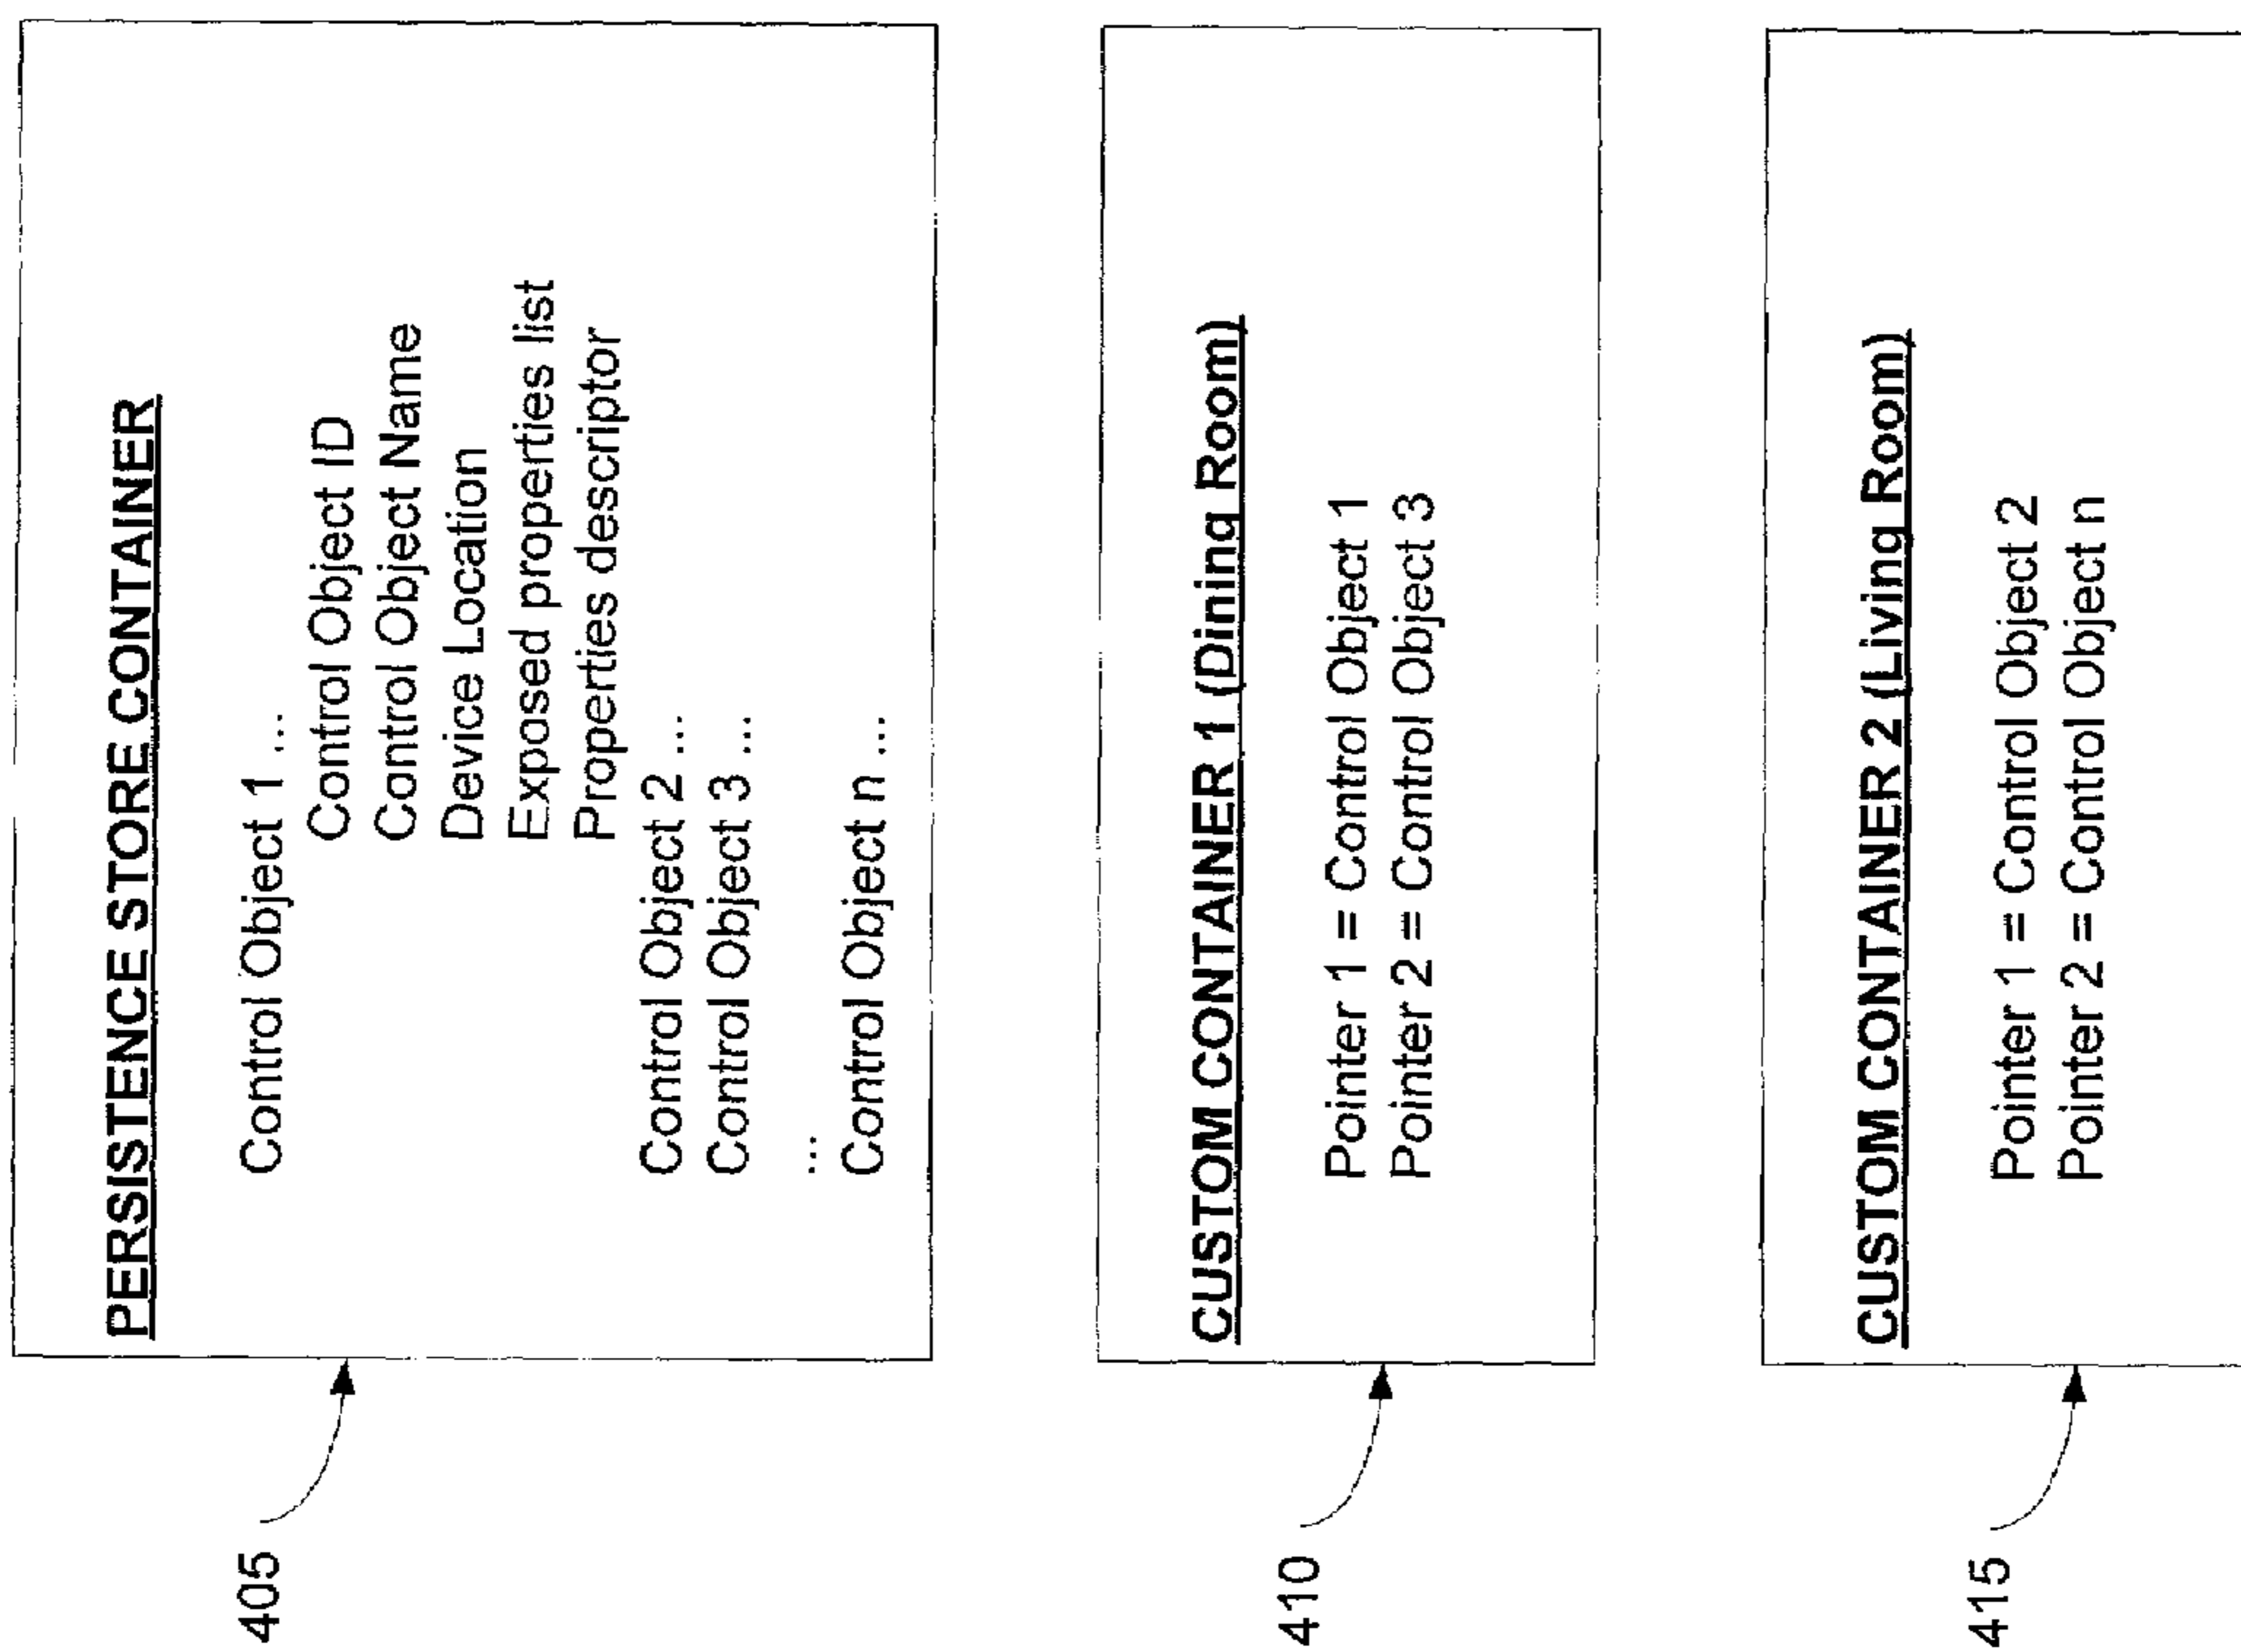 405
PERSISTENCE STORE CONTAINER
Control Object 1 ...
Control Object ID
Control Object Name
Device Location
Exposed properties list
Properties descriptor
Control Object 2 ...
Control Object 3 ...
...
Control Object n ...
410
CUSTOM CONTAINER 1 (Dining Room)
Pointer 1 = Control Object 1
Pointer 2 = Control Object 3
415
CUSTOM CONTAINER 2 (Living Room)
Pointer 1 = Control Object 2
Pointer 2 = Control Object n